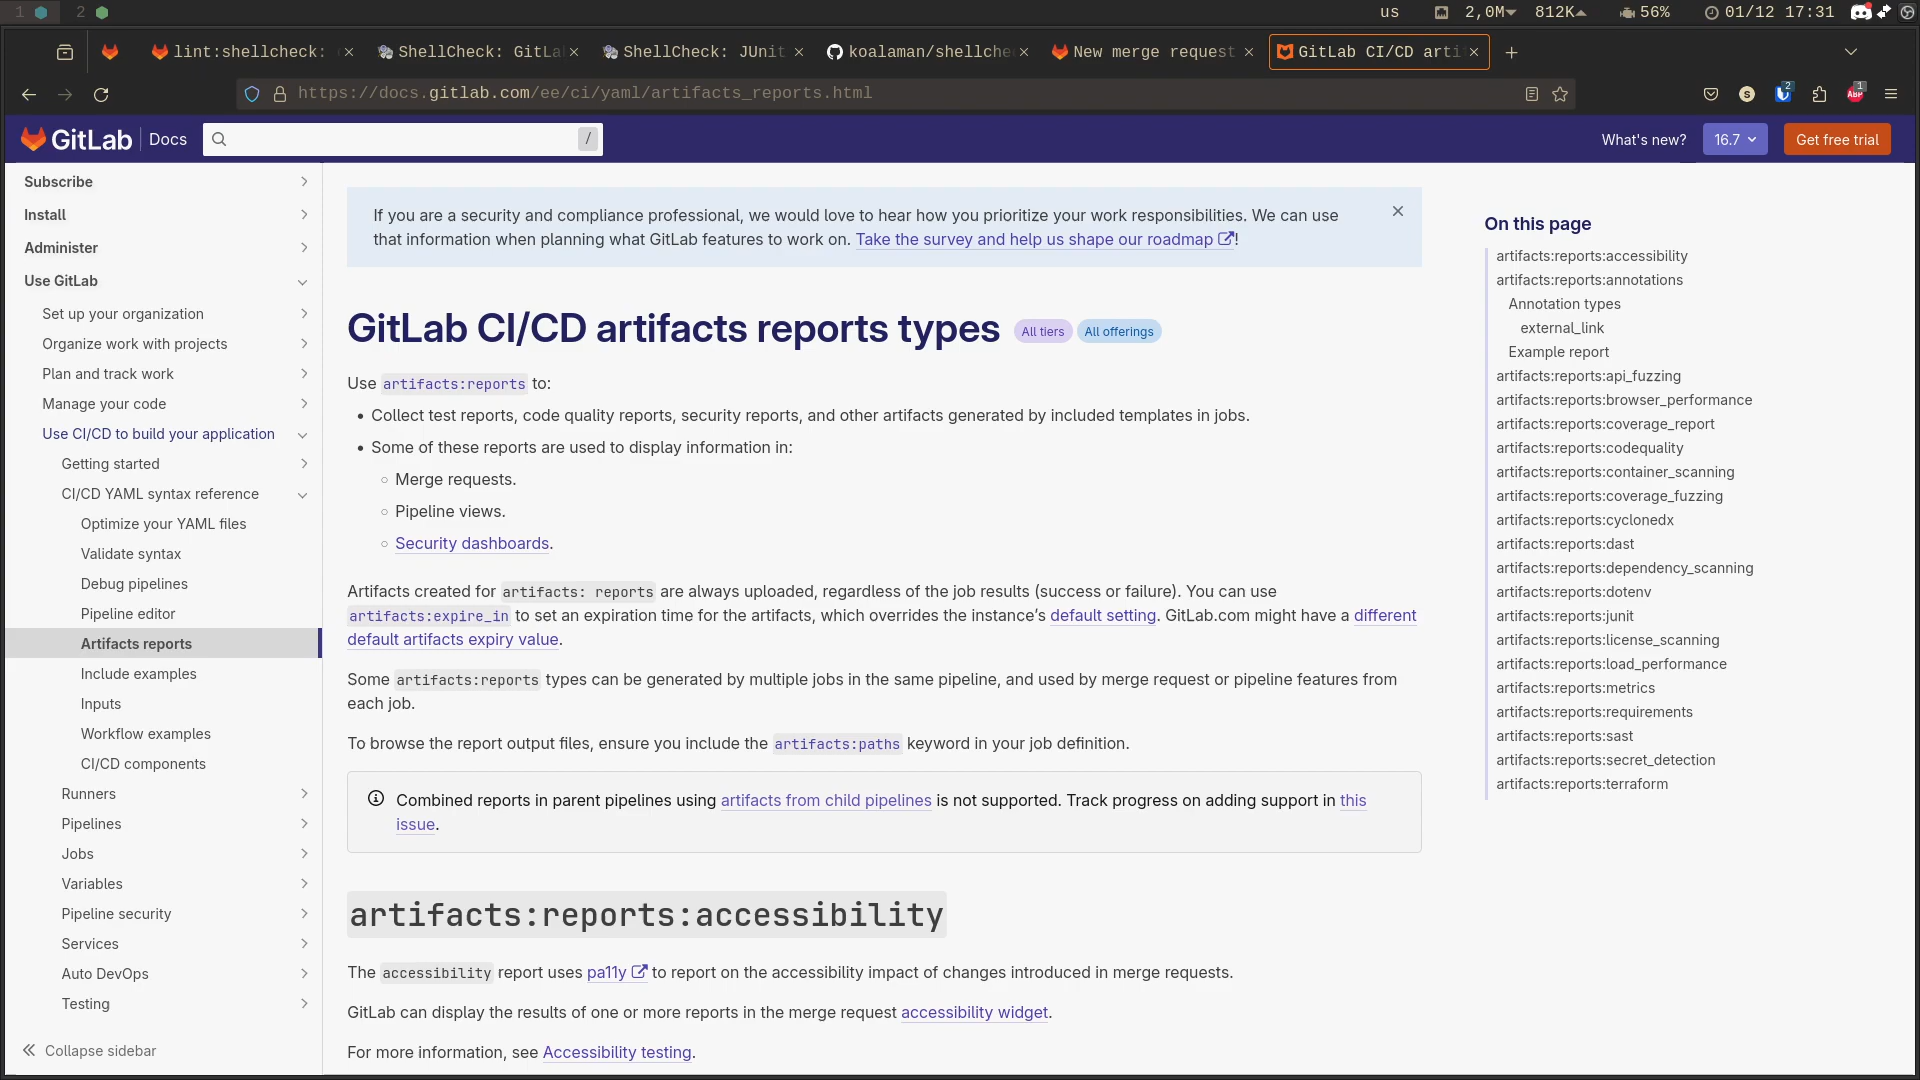 1 2 us 2,0M 812K 56% 01/12 17:31
lint:shellcheck: ShellCheck: GitLa ShellCheck: JUnit koalaman/shellche New merge request GitLab CI/CD arti
https://docs.gitlab.com/ee/ci/yaml/artifacts_reports.html
S 2 ABP 1
GitLab Docs / What's new? 16.7 Get free trial
Subscribe
Install
Administer
Use GitLab
Set up your organization
Organize work with projects
Plan and track work
Manage your code
Use CI/CD to build your application
Getting started
CI/CD YAML syntax reference
Optimize your YAML files
Validate syntax
Debug pipelines
Pipeline editor
Artifacts reports
Include examples
Inputs
Workflow examples
CI/CD components
Runners
Pipelines
Jobs
Variables
Pipeline security
Services
Auto DevOps
Testing
Collapse sidebar
If you are a security and compliance professional, we would love to hear how you prioritize your work responsibilities. We can use
that information when planning what GitLab features to work on. Take the survey and help us shape our roadmap!
GitLab CI/CD artifacts reports types All tiers All offerings
Use artifacts:reports to:
• Collect test reports, code quality reports, security reports, and other artifacts generated by included templates in jobs.
• Some of these reports are used to display information in:
◦ Merge requests.
◦ Pipeline views.
◦ Security dashboards.
Artifacts created for artifacts: reports are always uploaded, regardless of the job results (success or failure). You can use
artifacts:expire_in to set an expiration time for the artifacts, which overrides the instance’s default setting. GitLab.com might have a different
default artifacts expiry value.
Some artifacts:reports types can be generated by multiple jobs in the same pipeline, and used by merge request or pipeline features from
each job.
To browse the report output files, ensure you include the artifacts:paths keyword in your job definition.
Combined reports in parent pipelines using artifacts from child pipelines is not supported. Track progress on adding support in this
issue.
artifacts:reports:accessibility
The accessibility report uses pa11y to report on the accessibility impact of changes introduced in merge requests.
GitLab can display the results of one or more reports in the merge request accessibility widget.
For more information, see Accessibility testing.
On this page
artifacts:reports:accessibility
artifacts:reports:annotations
Annotation types
external_link
Example report
artifacts:reports:api_fuzzing
artifacts:reports:browser_performance
artifacts:reports:coverage_report
artifacts:reports:codequality
artifacts:reports:container_scanning
artifacts:reports:coverage_fuzzing
artifacts:reports:cyclonedx
artifacts:reports:dast
artifacts:reports:dependency_scanning
artifacts:reports:dotenv
artifacts:reports:junit
artifacts:reports:license_scanning
artifacts:reports:load_performance
artifacts:reports:metrics
artifacts:reports:requirements
artifacts:reports:sast
artifacts:reports:secret_detection
artifacts:reports:terraform